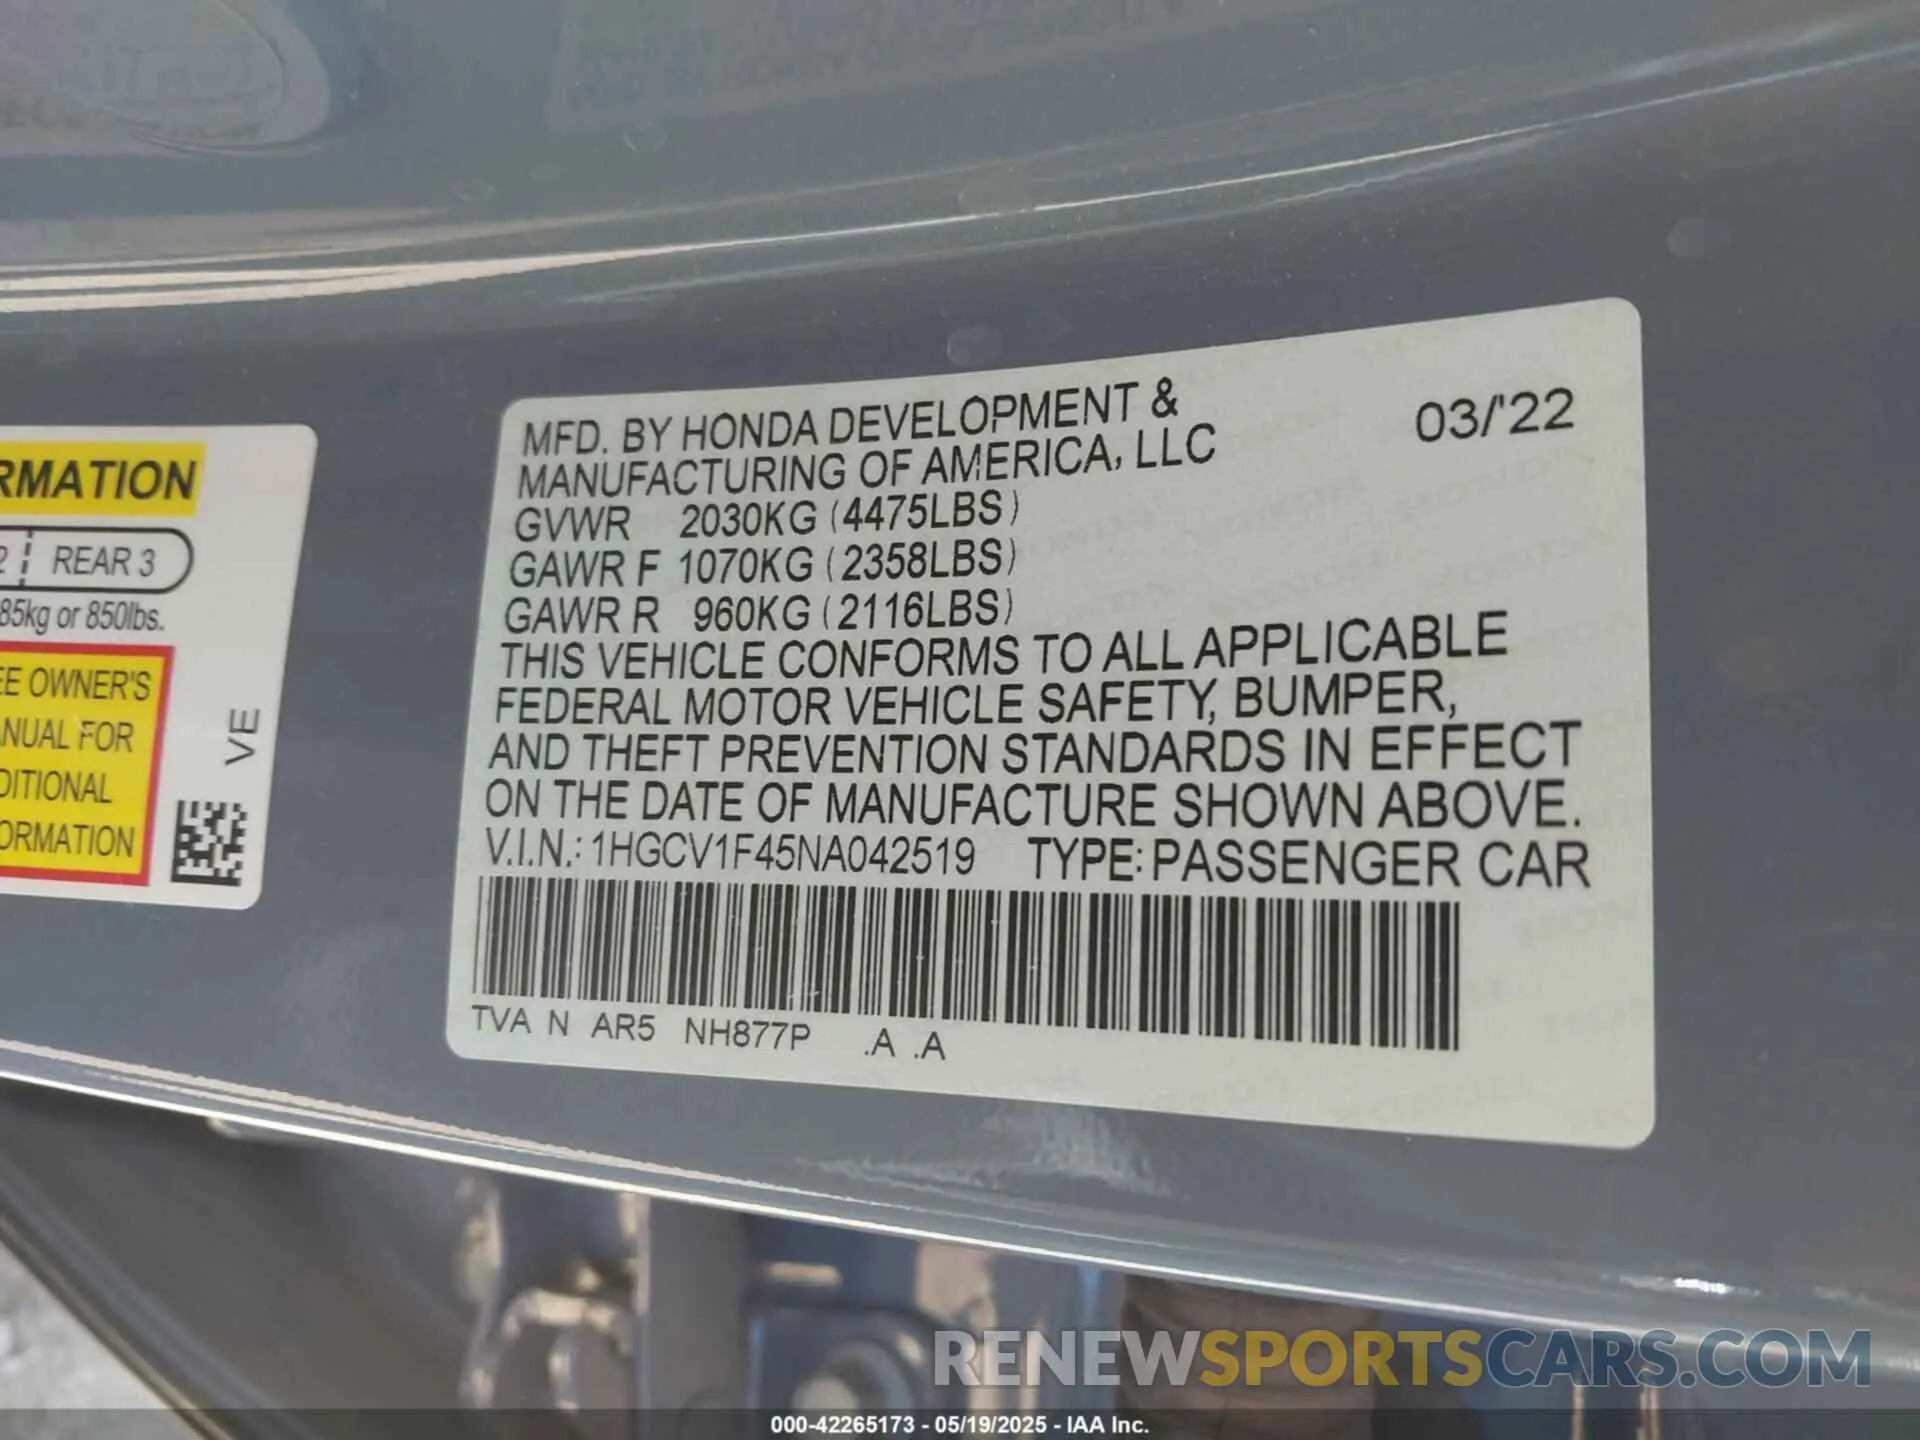 RMATION
2 REAR 3
85kg or 850lbs.
EE OWNER'S
ANUAL FOR
DITIONAL
ORMATION
VE
MFD. BY HONDA DEVELOPMENT &
MANUFACTURING OF AMERICA, LLC
03/'22
GVWR 2030KG (4475LBS)
GAWR F 1070KG (2358LBS)
GAWR R 960KG (2116LBS)
THIS VEHICLE CONFORMS TO ALL APPLICABLE
FEDERAL MOTOR VEHICLE SAFETY, BUMPER,
AND THEFT PREVENTION STANDARDS IN EFFECT
ON THE DATE OF MANUFACTURE SHOWN ABOVE.
V.I.N.: 1HGCV1F45NA042519 TYPE: PASSENGER CAR
TVA N AR5 NH877P .A .A
RENEWSPORTSCARS.COM
000-42265173 - 05/19/2025 - IAA Inc.